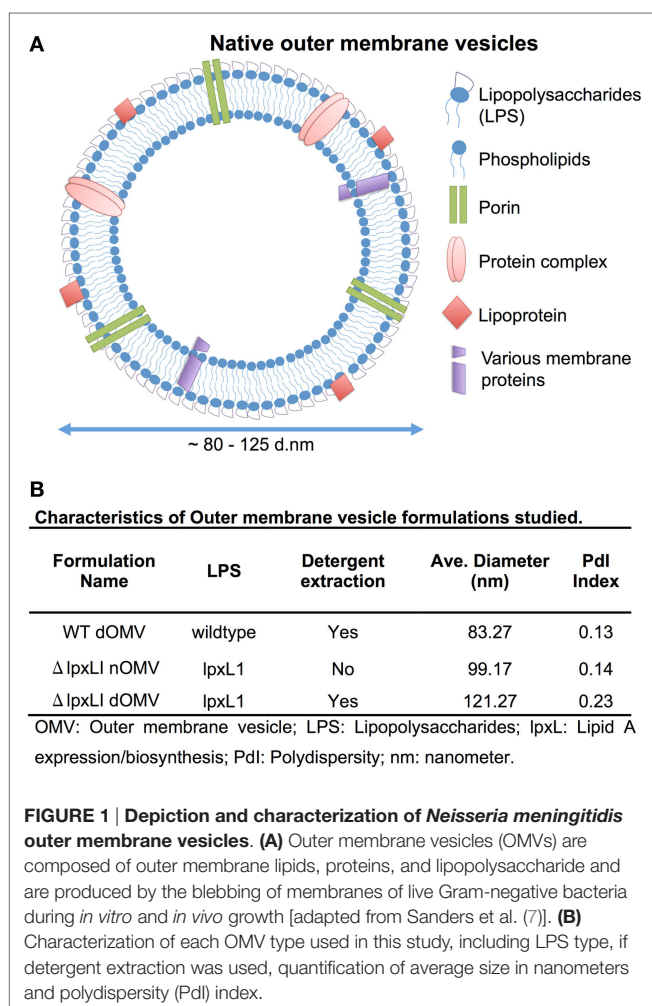 A
Native outer membrane vesicles
Lipopolysaccharides
(LPS)
Phospholipids
Porin
Protein complex
Lipoprotein
Various membrane
proteins
~ 80 - 125 d.nm
B
Characteristics of Outer membrane vesicle formulations studied.
Formulation Name LPS Detergent extraction Ave. Diameter (nm) PdI Index
WT dOMV wildtype Yes 83.27 0.13
Δ lpxLI nOMV lpxL1 No 99.17 0.14
Δ lpxLI dOMV lpxL1 Yes 121.27 0.23
OMV: Outer membrane vesicle; LPS: Lipopolysaccharides; lpxL: Lipid A
expression/biosynthesis; PdI: Polydispersity; nm: nanometer.
FIGURE 1 | Depiction and characterization of Neisseria meningitidis
outer membrane vesicles. (A) Outer membrane vesicles (OMVs) are
composed of outer membrane lipids, proteins, and lipopolysaccharide and
are produced by the blebbing of membranes of live Gram-negative bacteria
during in vitro and in vivo growth [adapted from Sanders et al. (7)]. (B)
Characterization of each OMV type used in this study, including LPS type, if
detergent extraction was used, quantification of average size in nanometers
and polydispersity (PdI) index.